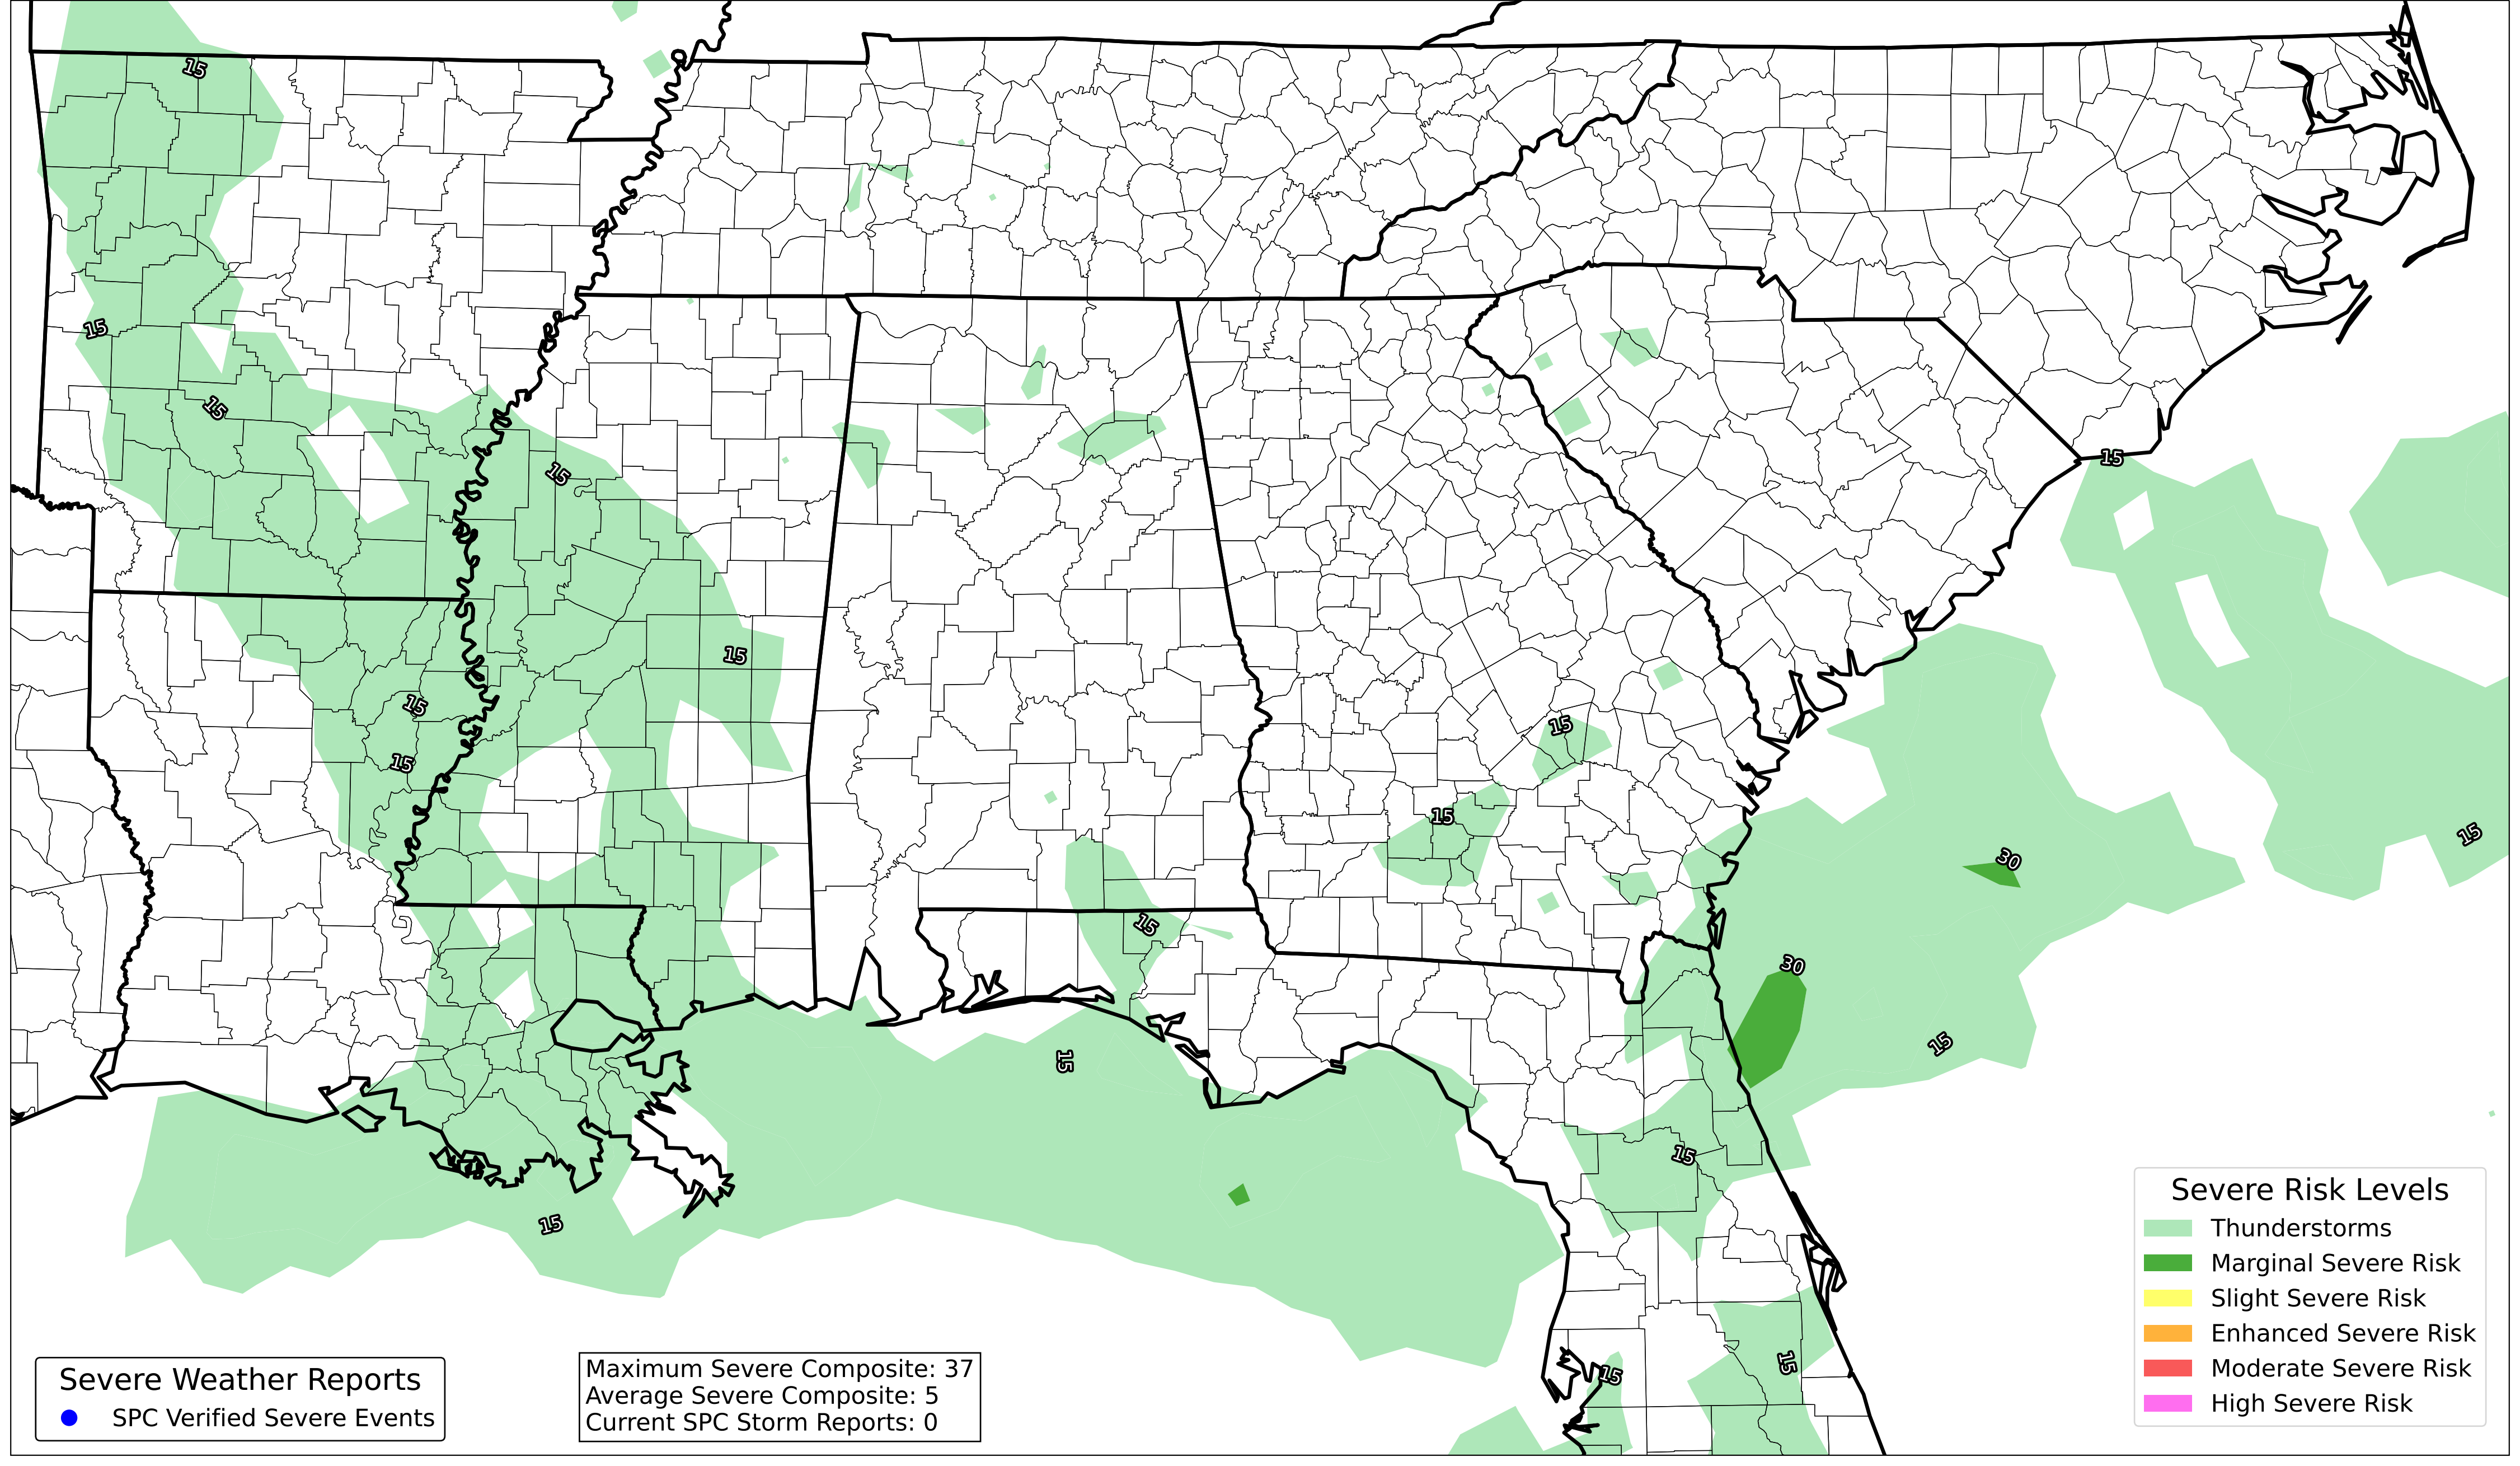 15
15
15
15
15
15
15
15
15
15
30
15
15
30
15
15
15
15
15
15
Severe Risk Levels
Thunderstorms
Marginal Severe Risk
Slight Severe Risk
Enhanced Severe Risk
Moderate Severe Risk
High Severe Risk
Severe Weather Reports
SPC Verified Severe Events
Maximum Severe Composite: 37
Average Severe Composite: 5
Current SPC Storm Reports: 0